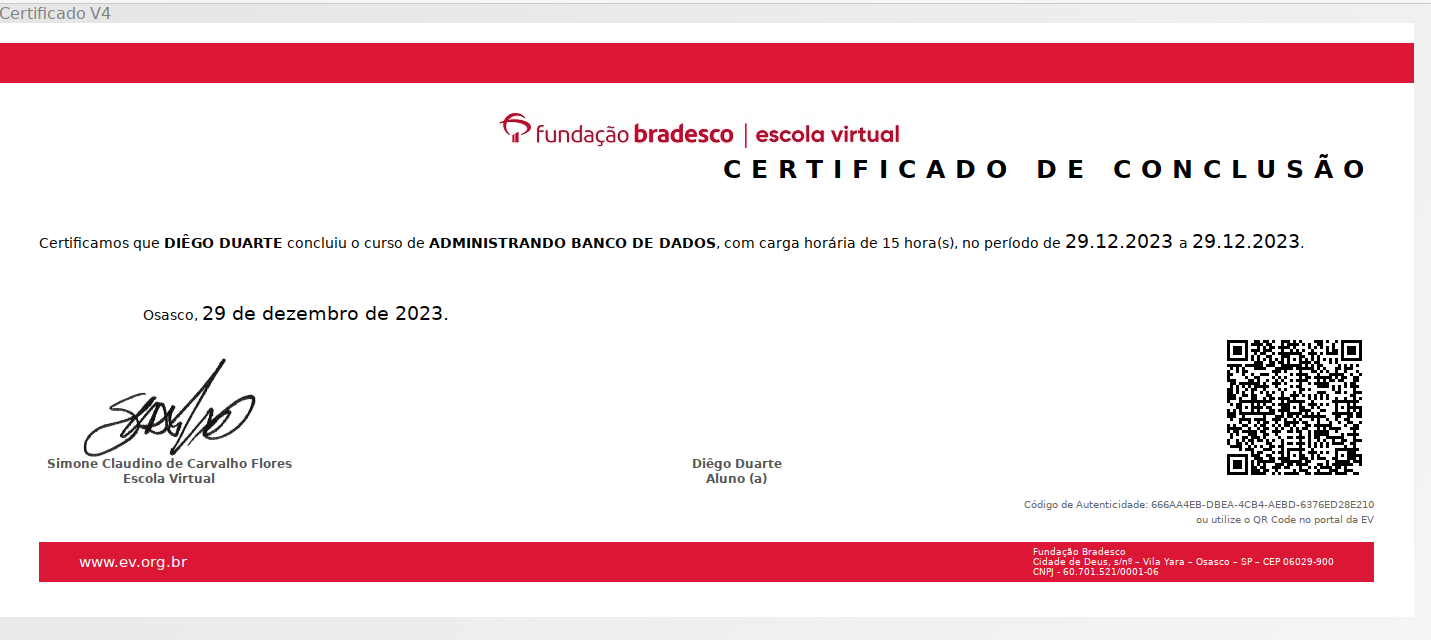 Certificado V4
fundação bradesco | escola virtual
CERTIFICADO DE CONCLUSÃO
Certificamos que DIÊGO DUARTE concluiu o curso de ADMINISTRANDO BANCO DE DADOS, com carga horária de 15 hora(s), no período de 29.12.2023 a 29.12.2023.
Osasco, 29 de dezembro de 2023.
Simone Claudino de Carvalho Flores
Escola Virtual
Diêgo Duarte
Aluno (a)
Código de Autenticidade: 666AA4EB-DBEA-4CB4-AEBD-6376ED28E210
ou utilize o QR Code no portal da EV
www.ev.org.br
Fundação Bradesco
Cidade de Deus, s/nº – Vila Yara – Osasco – SP – CEP 06029-900
CNPJ - 60.701.521/0001-06